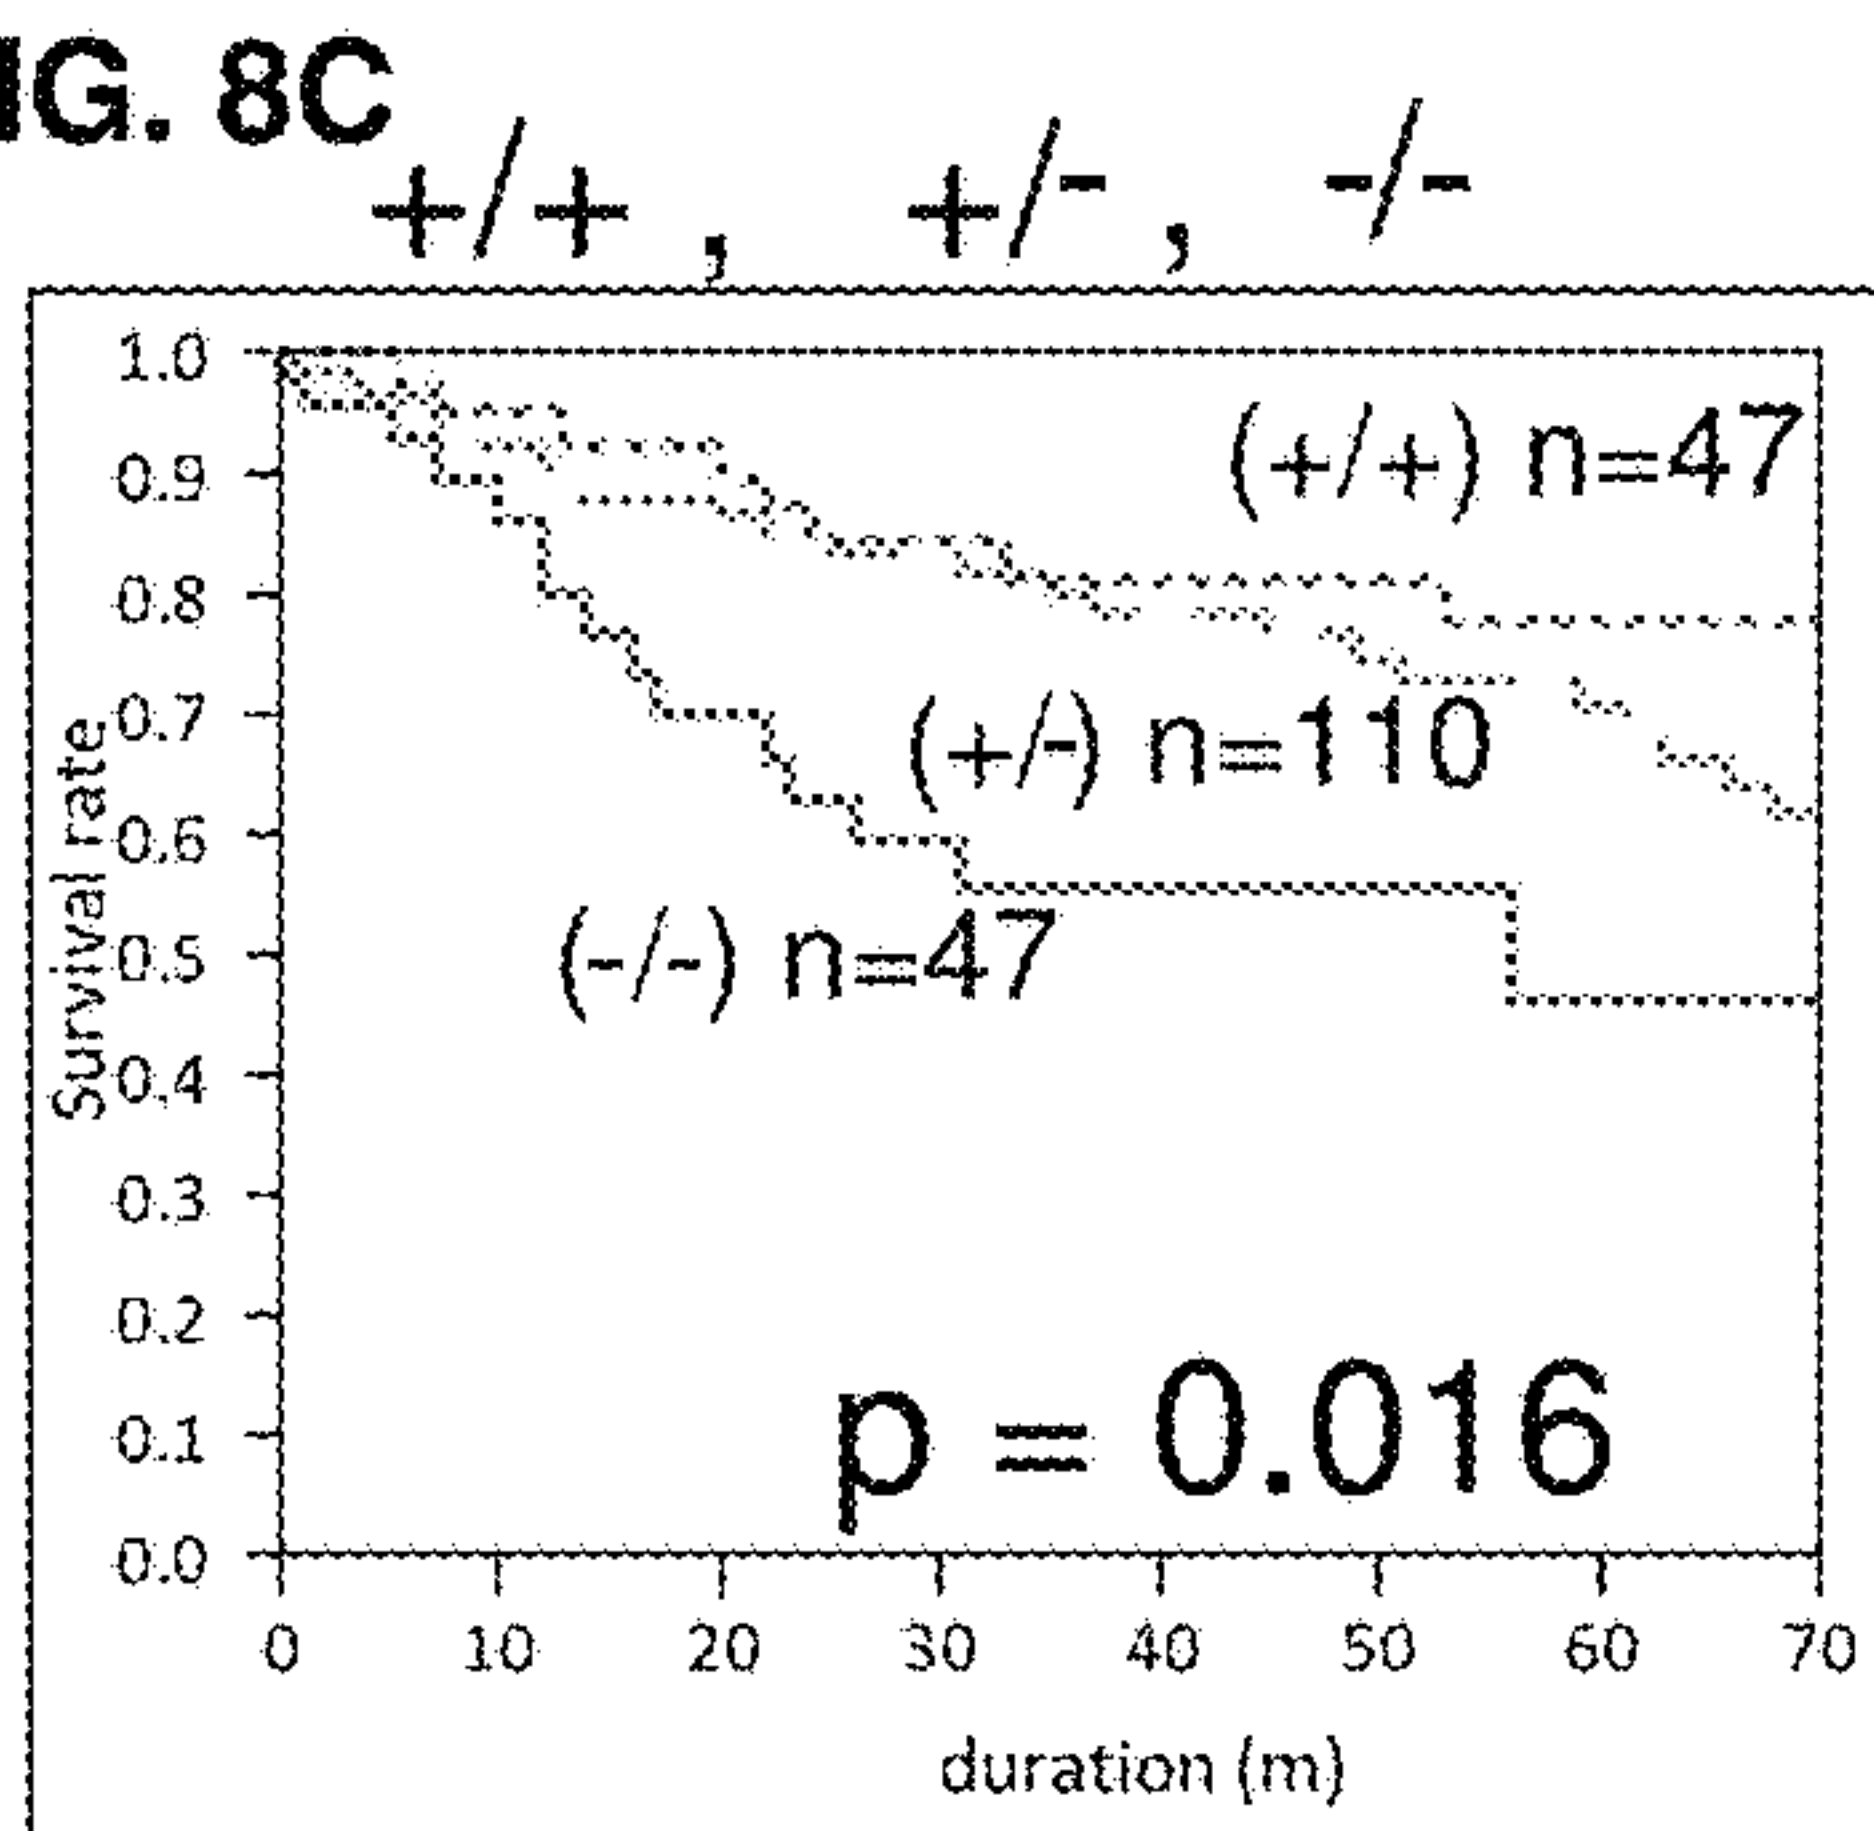 IG. 8C
+/+ , +/- , -/-
1.0
(+/+) n=47
0.9
0.8
0.7
(+/-) n=110
Survival rate
0.6
0.5
(-/-) n=47
0.4
0.3
0.2
0.1
p = 0.016
0.0
0 10 20 30 40 50 60 70
duration (m)